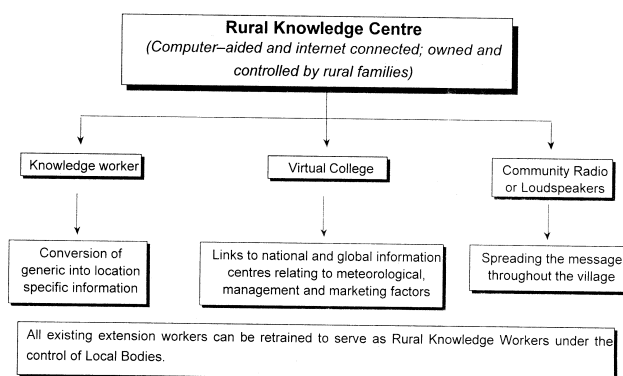 Rural Knowledge Centre
(Computer–aided and internet connected; owned and
controlled by rural families)
Knowledge worker
Virtual College
Community Radio
or Loudspeakers
Conversion of
generic into location
specific information
Links to national and global information
centres relating to meteorological,
management and marketing factors
Spreading the message
throughout the village
All existing extension workers can be retrained to serve as Rural Knowledge Workers under the
control of Local Bodies.